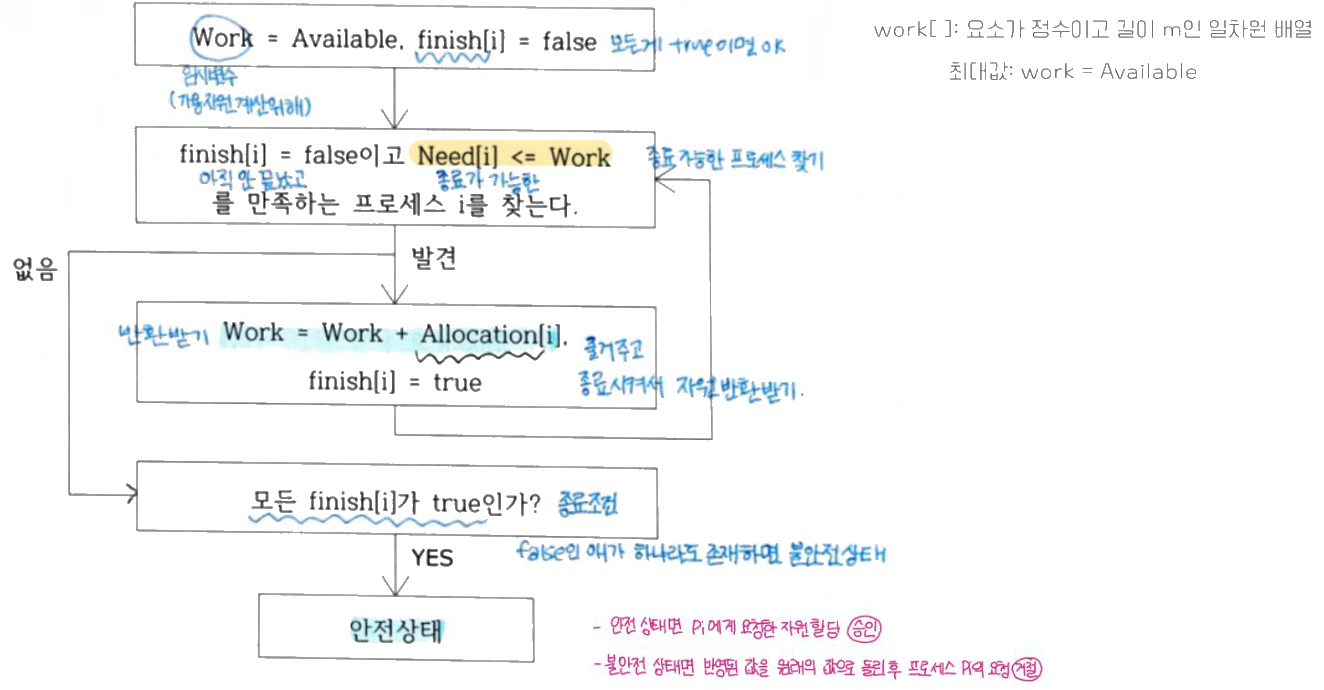 Work = Available, finish[i] = false 모든게 true이면 ok
work[ ]: 요소가 정수이고 길이 m인 일차원 배열
최대값: work = Available
임시변수
(가용자원계산위해)
finish[i] = false이고 Need[i] <= Work 종료가능한 프로세스 찾기
아직 안 끝났고 종료가 가능한
를 만족하는 프로세스 i를 찾는다.
없음
발견
반환받기 Work = Work + Allocation[i],
finish[i] = true
종료시켜서 자원반환받기.
모든 finish[i]가 true인가? 종료조건
YES
false인 애가 하나라도 존재하면 불안전상태
안전상태
- 안전 상태면 Pi에게 요청한 자원할당 승인
- 불안전 상태면 반영된 값을 원래의 값으로 돌린후 프로세스 Pi의 요청 거절